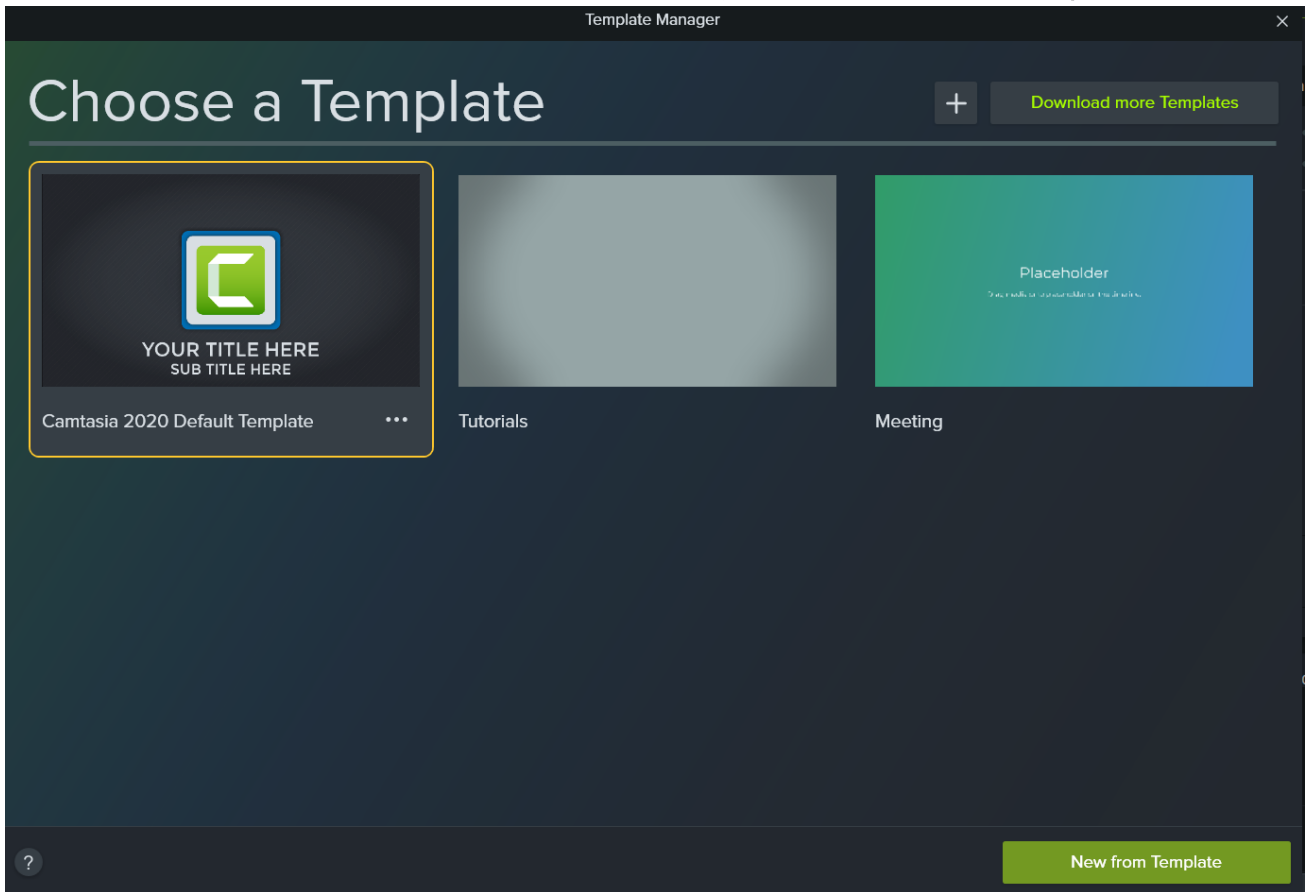 Template Manager
Choose a Template
Download more Templates
YOUR TITLE HERE
SUB TITLE HERE
Placeholder
Camtasia 2020 Default Template
Tutorials
Meeting
?
New from Template